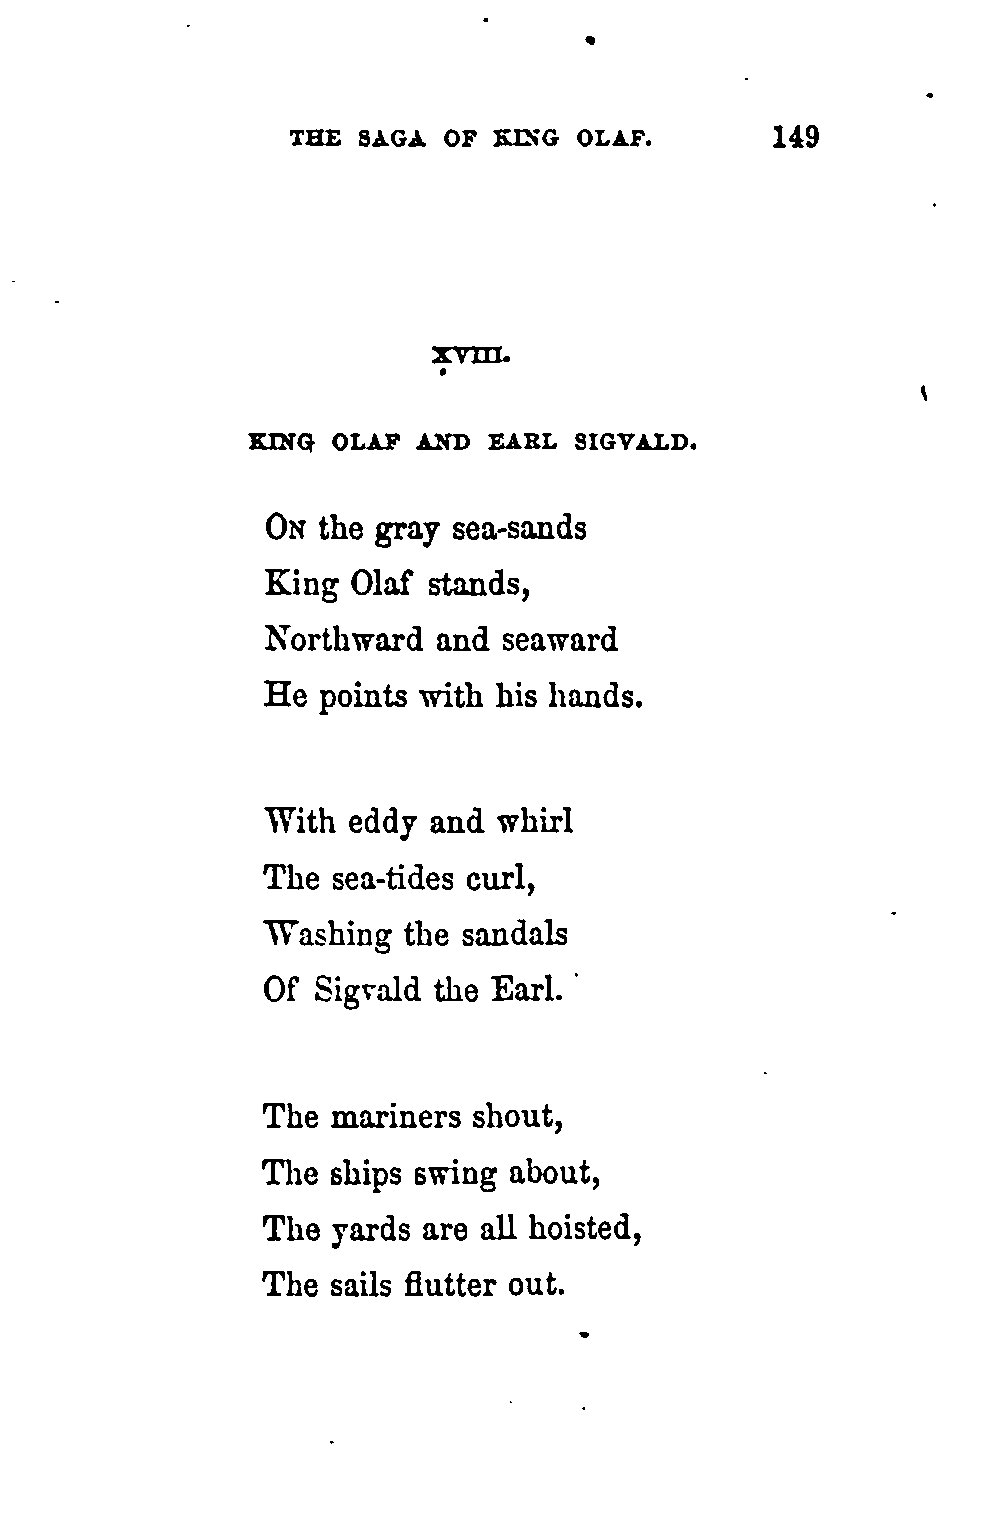 THE SAGA OF KING OLAF. 149
XVIII.
KING OLAF AND EARL SIGVALD.
ON the gray sea-sands
King Olaf stands,
Northward and seaward
He points with his hands.
With eddy and whirl
The sea-tides curl,
Washing the sandals
Of Sigvald the Earl.
The mariners shout,
The ships swing about,
The yards are all hoisted,
The sails flutter out.